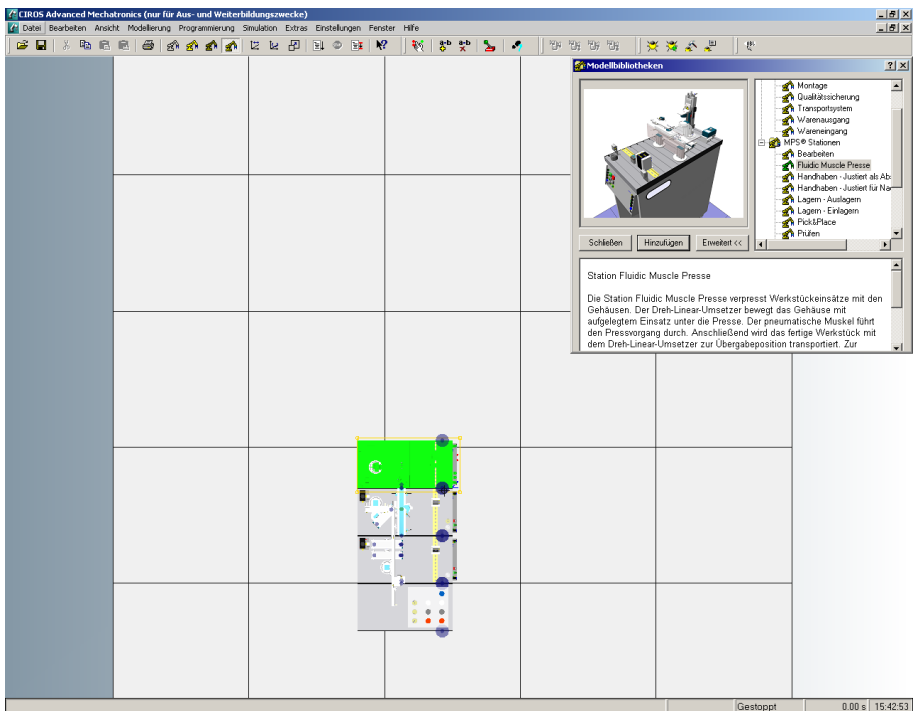 CIROS Advanced Mechatronics (nur für Aus- und Weiterbildungszwecke)
Datei Bearbeiten Ansicht Modellierung Programmierung Simulation Extras Einstellungen Fenster Hilfe
Modellbibliotheken
Montage
Qualitätssicherung
Transportsystem
Warenausgang
Wareneingang
MPS® Stationen
Bearbeiten
Fluidic Muscle Presse
Handhaben - Justiert als Ab
Handhaben - Justiert für Na
Lagern - Auslagern
Lagern - Einlagern
Pick&Place
Prüfen
Schließen Hinzufügen Erweitert <<
Station Fluidic Muscle Presse
Die Station Fluidic Muscle Presse verpresst Werkstückeinsätze mit den
Gehäusen. Der Dreh-Linear-Umsetzer bewegt das Gehäuse mit
aufgelegtem Einsatz unter die Presse. Der pneumatische Muskel führt
den Pressvorgang durch. Anschließend wird das fertige Werkstück mit
dem Dreh-Linear-Umsetzer zur Übergabeposition transportiert. Zur
C
Gestoppt 0.00 s 15:42:53